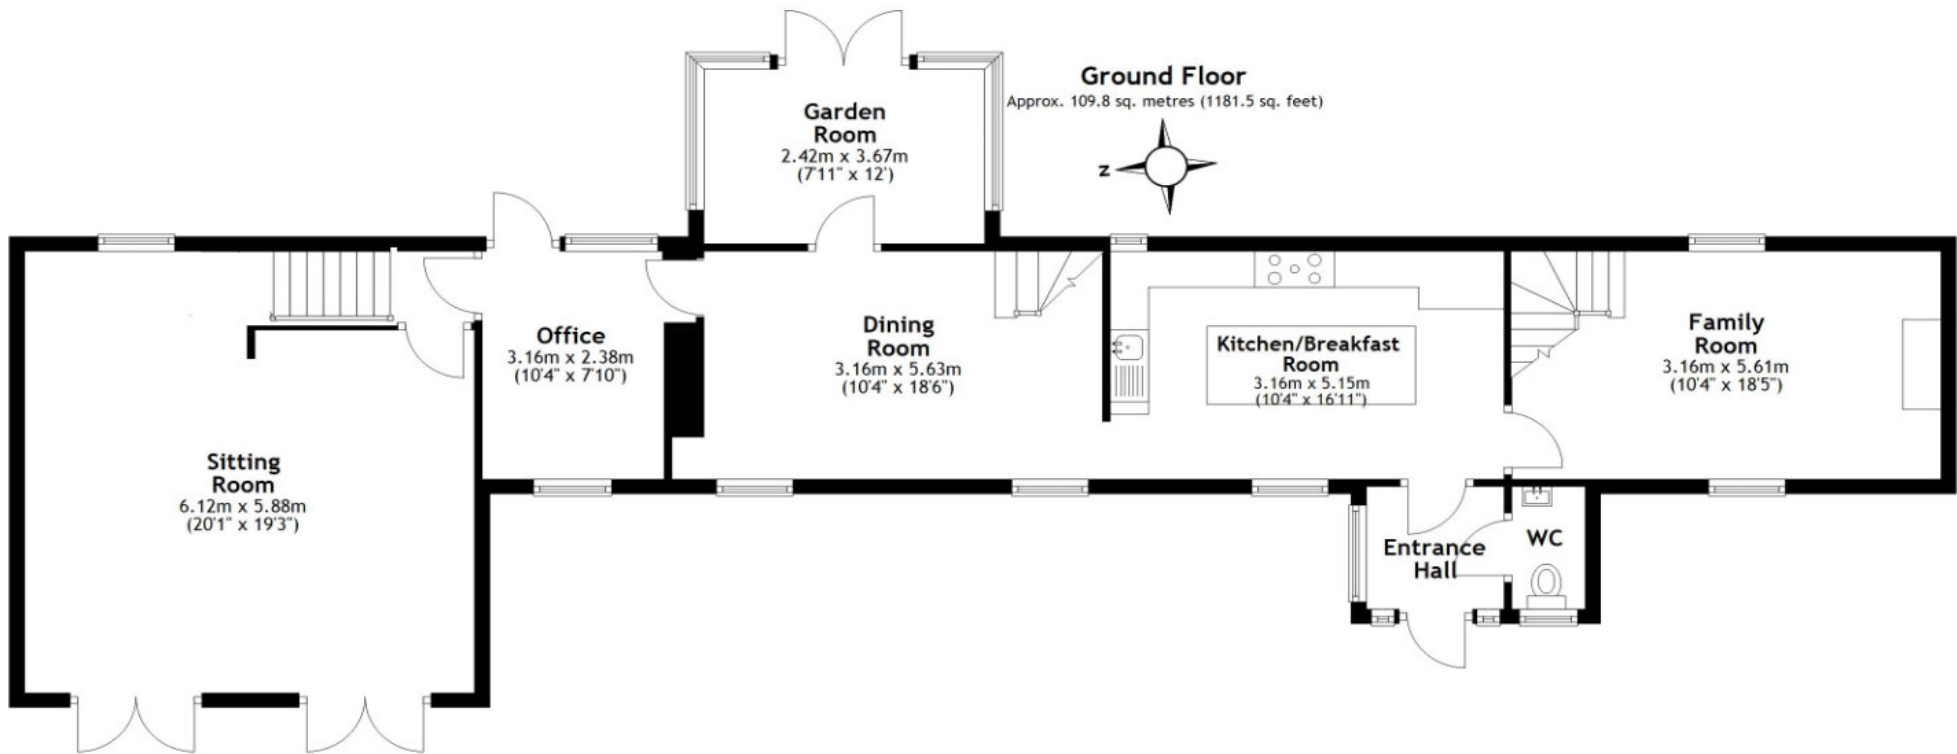 Ground Floor
Approx. 109.8 sq. metres (1181.5 sq. feet)
Garden
Room
2.42m x 3.67m
(7'11" x 12')
z
Office
3.16m x 2.38m
(10'4" x 7'10")
Dining
Room
3.16m x 5.63m
(10'4" x 18'6")
Kitchen/Breakfast
Room
3.16m x 5.15m
(10'4" x 16'11")
Family
Room
3.16m x 5.61m
(10'4" x 18'5")
Sitting
Room
6.12m x 5.88m
(20'1" x 19'3")
Entrance
Hall
WC